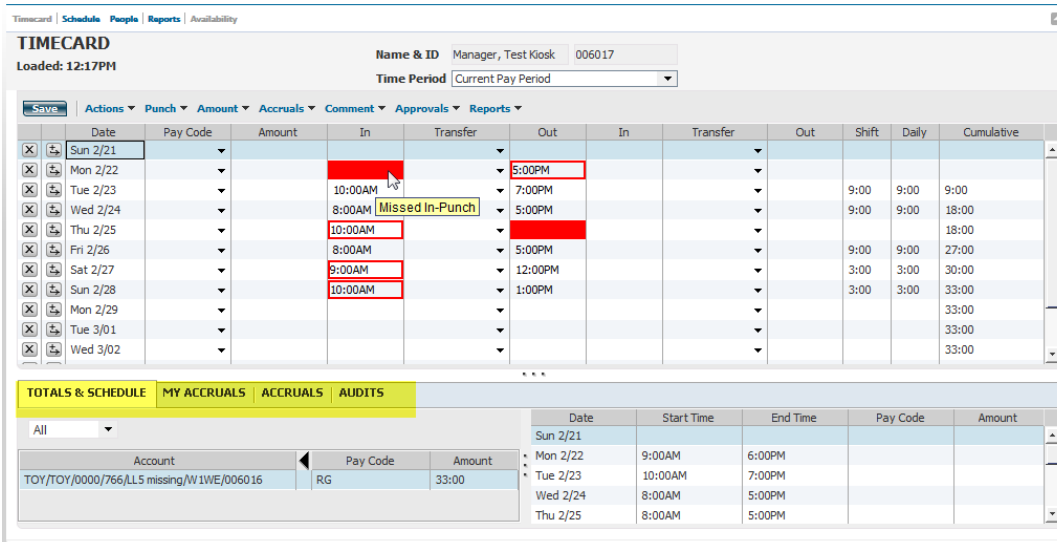 Timecard | Schedule People | Reports | Availability
TIMECARD
Loaded: 12:17PM
Name & ID Manager, Test Kiosk 006017
Time Period Current Pay Period
Save Actions Punch Amount Accruals Comment Approvals Reports
Date Pay Code Amount In Transfer Out In Transfer Out Shift Daily Cumulative
Sun 2/21
Mon 2/22 5:00PM
Tue 2/23 10:00AM 7:00PM 9:00 9:00 9:00
Wed 2/24 8:00AM 5:00PM 9:00 9:00 18:00
Missed In-Punch
Thu 2/25 10:00AM 18:00
Fri 2/26 8:00AM 5:00PM 9:00 9:00 27:00
Sat 2/27 9:00AM 12:00PM 3:00 3:00 30:00
Sun 2/28 10:00AM 1:00PM 3:00 3:00 33:00
Mon 2/29 33:00
Tue 3/01 33:00
Wed 3/02 33:00
TOTALS & SCHEDULE MY ACCRUALS ACCRUALS AUDITS
All
Account Pay Code Amount
TOY/TOY/0000/766/LL5 missing/W1WE/006016 RG 33:00
Date Start Time End Time Pay Code Amount
Sun 2/21
Mon 2/22 9:00AM 6:00PM
Tue 2/23 10:00AM 7:00PM
Wed 2/24 8:00AM 5:00PM
Thu 2/25 8:00AM 5:00PM